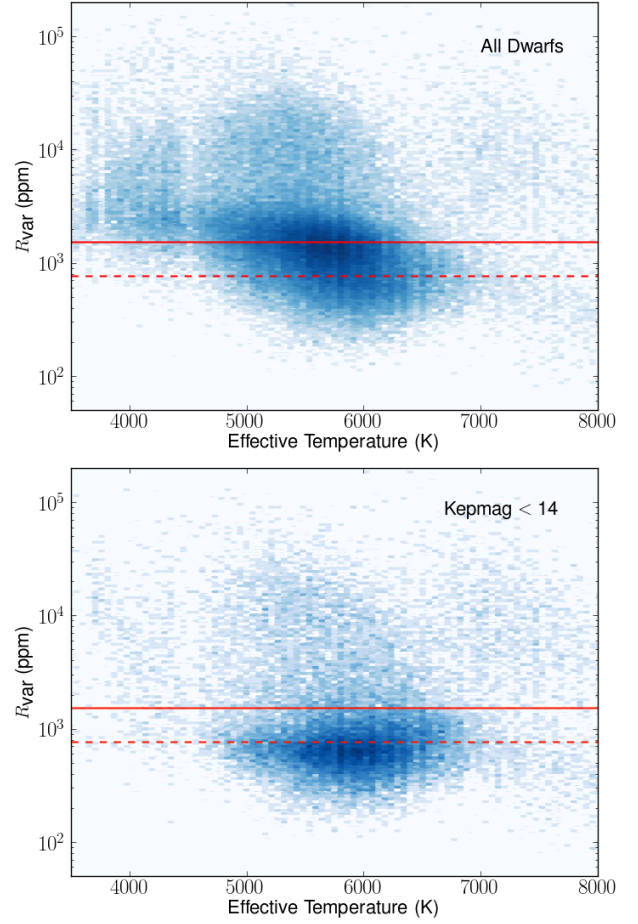 All Dwarfs
10^5
10^4
10^3
10^2
R_var (ppm)
4000 5000 6000 7000 8000
Effective Temperature (K)
Kepmag < 14
10^5
10^4
10^3
10^2
R_var (ppm)
4000 5000 6000 7000 8000
Effective Temperature (K)